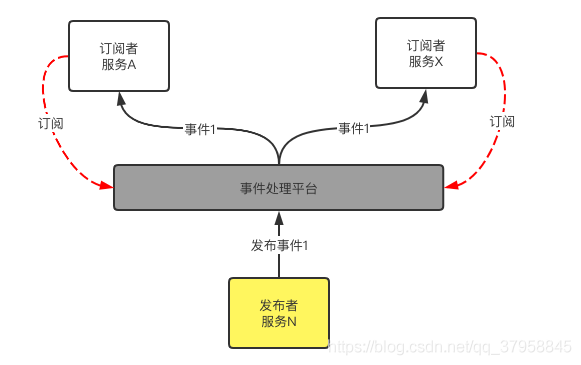 订阅者
服务A
订阅者
服务X
订阅
事件1
事件1
订阅
事件处理平台
发布事件1
发布者
服务N
https://blog.csdn.net/qq_37958845